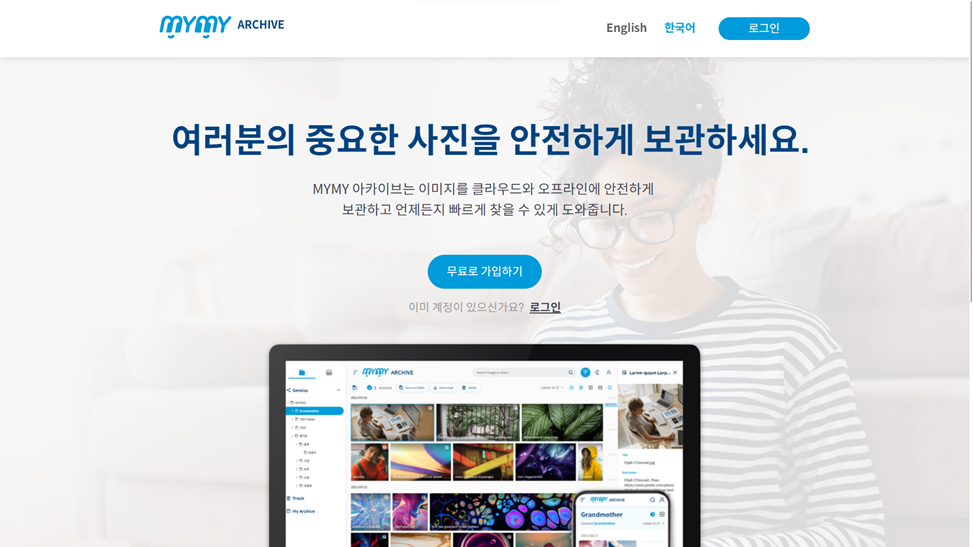 MYMY ARCHIVE
English 한국어 로그인
여러분의 중요한 사진을 안전하게 보관하세요.
MYMY 아카이브는 이미지를 클라우드와 오프라인에 안전하게
보관하고 언제든지 빠르게 찾을 수 있게 도와줍니다.
무료로 가입하기
이미 계정이 있으신가요? 로그인
MYMY ARCHIVE
Lorem Ipsum Lorp...
selected
Download
Gemiso
Grandmother
Trash
My Archive
MYMY ARCHIVE
Grandmother